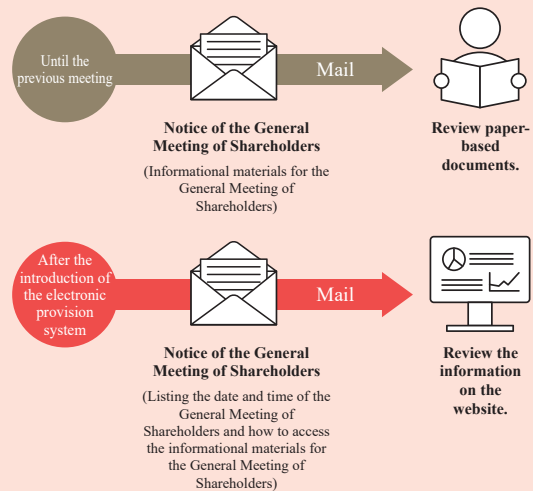 Until the
previous meeting
Mail
Notice of the General
Meeting of Shareholders
(Informational materials for the
General Meeting of
Shareholders)
Review paper-
based
documents.
After the
introduction of
the electronic
provision
system
Mail
Notice of the General
Meeting of Shareholders
(Listing the date and time of the
General Meeting of
Shareholders and how to access
the informational materials for
the General Meeting of
Shareholders)
Review the
information
on the
website.